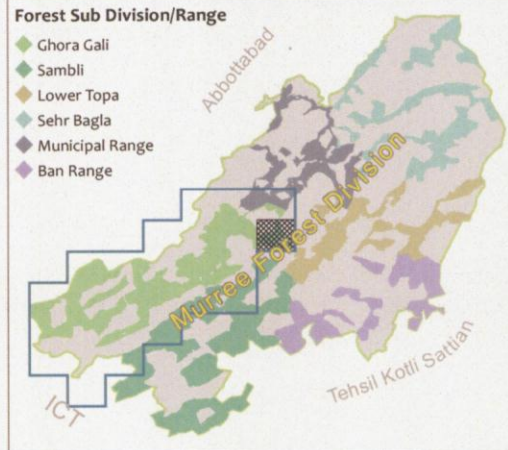 Forest Sub Division/Range
Ghora Gali
Sambli
Lower Topa
Sehr Bagla
Municipal Range
Ban Range
Abbottabad
Murree Forest Division
Tehsil Kotli Sattian
ICT